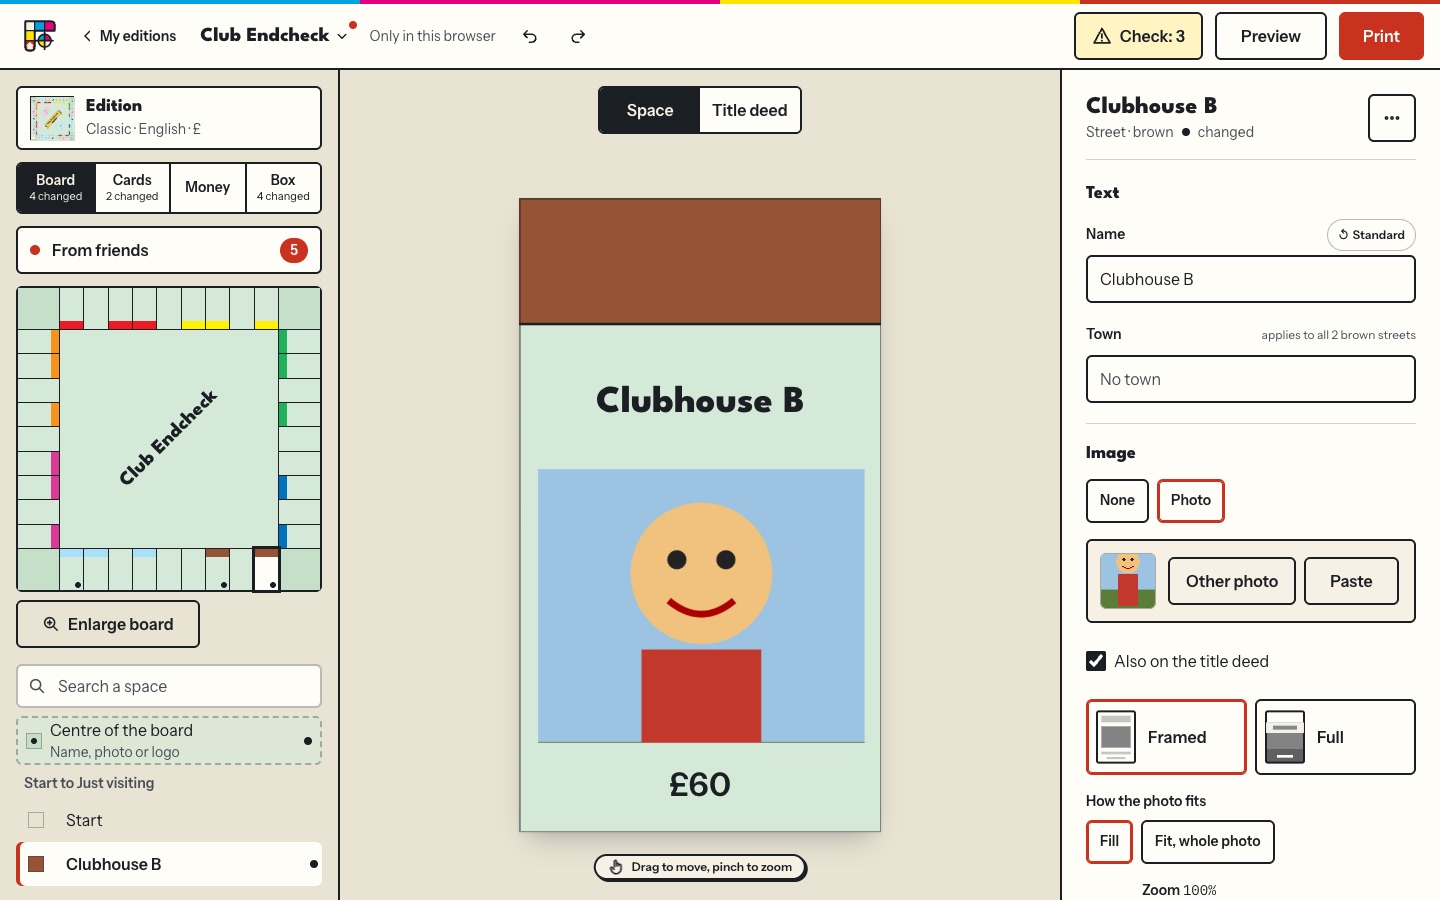 My editions
Club Endcheck
Only in this browser
Check: 3
Preview
Print
Edition
Classic · English · £
Board
4 changed
Cards
2 changed
Money
Box
4 changed
From friends
5
Club Endcheck
Enlarge board
Search a space
Centre of the board
Name, photo or logo
Start to Just visiting
Start
Clubhouse B
Space
Title deed
Clubhouse B
£60
Drag to move, pinch to zoom
Clubhouse B
Street · brown ● changed
Text
Name
Standard
Clubhouse B
Town
applies to all 2 brown streets
No town
Image
None
Photo
Other photo
Paste
Also on the title deed
Framed
Full
How the photo fits
Fill
Fit, whole photo
Zoom 100%